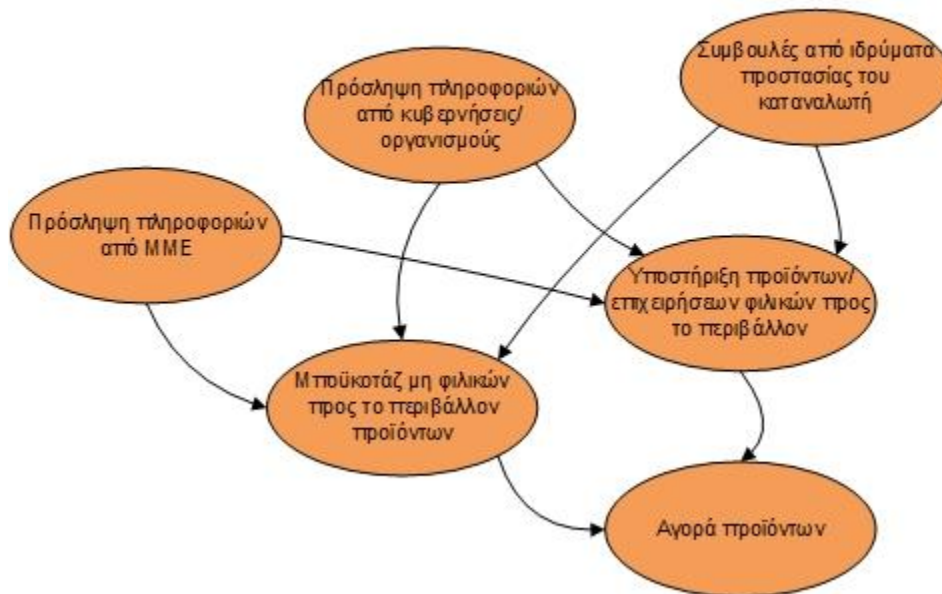 Συμβουλές από ιδρύματα
προστασίας του
καταναλωτή
Πρόσληψη πληροφοριών
από κυβερνήσεις/
οργανισμούς
Πρόσληψη πληροφοριών
από ΜΜΕ
Υποστήριξη προϊόντων/
επιχειρήσεων φιλικών προς
το περιβάλλον
Μποϋκοτάζ μη φιλικών
προς το περιβάλλον
προϊόντων
Αγορά προϊόντων